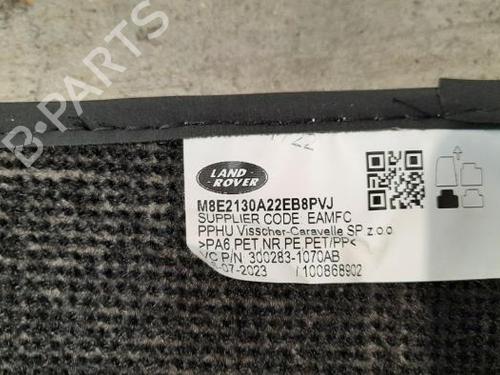 B-PARTS
LAND-
ROVER
M8E2130A22EB8PVJ
SUPPLIER CODE EAMFC
PPHU Visscher-Caravelle SP z.o.o
>PA6,PET,NR,PE,PET/PP<
VC P/N 300283-1070AB
-07-2023 / 100868902